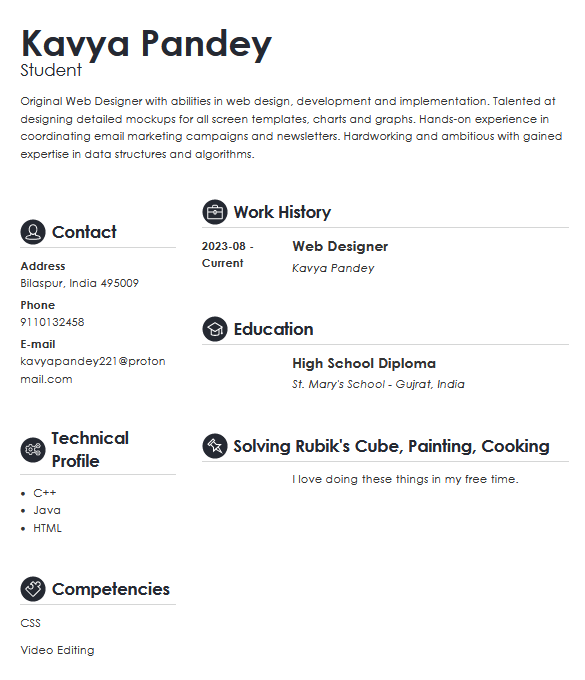 Kavya Pandey
Student
Original Web Designer with abilities in web design, development and implementation. Talented at
designing detailed mockups for all screen templates, charts and graphs. Hands-on experience in
coordinating email marketing campaigns and newsletters. Hardworking and ambitious with gained
expertise in data structures and algorithms.
Contact
Address
Bilaspur, India 495009
Phone
9110132458
E-mail
kavyapandey221@proton
mail.com
Technical
Profile
• C++
• Java
• HTML
Competencies
CSS
Video Editing
Work History
2023-08 -
Current
Web Designer
Kavya Pandey
Education
High School Diploma
St. Mary's School - Gujrat, India
Solving Rubik's Cube, Painting, Cooking
I love doing these things in my free time.